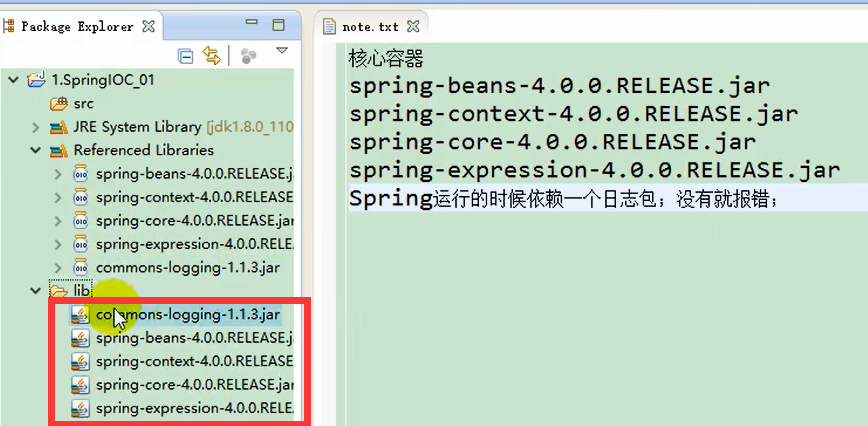 Package Explorer
1.SpringIOC_01
src
JRE System Library [jdk1.8.0_110
Referenced Libraries
spring-beans-4.0.0.RELEASE.j
spring-context-4.0.0.RELEASE
spring-core-4.0.0.RELEASE.jar
spring-expression-4.0.0.RELE
commons-logging-1.1.3.jar
lib
commons-logging-1.1.3.jar
spring-beans-4.0.0.RELEASE.j
spring-context-4.0.0.RELEASE
spring-core-4.0.0.RELEASE.jar
spring-expression-4.0.0.RELE
note.txt
核心容器
spring-beans-4.0.0.RELEASE.jar
spring-context-4.0.0.RELEASE.jar
spring-core-4.0.0.RELEASE.jar
spring-expression-4.0.0.RELEASE.jar
Spring运行的时候依赖一个日志包；没有就报错；